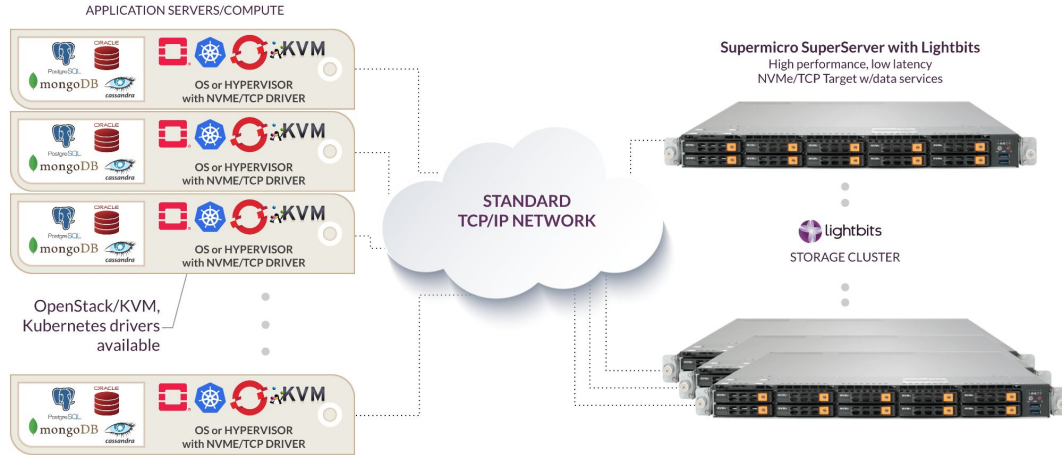 APPLICATION SERVERS/COMPUTE
PostgreSQL
ORACLE
mongoDB
cassandra
KVM
OS or HYPERVISOR
with NVME/TCP DRIVER
PostgreSQL
ORACLE
mongoDB
cassandra
KVM
OS or HYPERVISOR
with NVME/TCP DRIVER
PostgreSQL
ORACLE
mongoDB
cassandra
KVM
OS or HYPERVISOR
with NVME/TCP DRIVER
OpenStack/KVM,
Kubernetes drivers
available
PostgreSQL
ORACLE
mongoDB
cassandra
KVM
OS or HYPERVISOR
with NVME/TCP DRIVER
STANDARD
TCP/IP NETWORK
Supermicro SuperServer with Lightbits
High performance, low latency
NVMe/TCP Target w/data services
lightbits
STORAGE CLUSTER